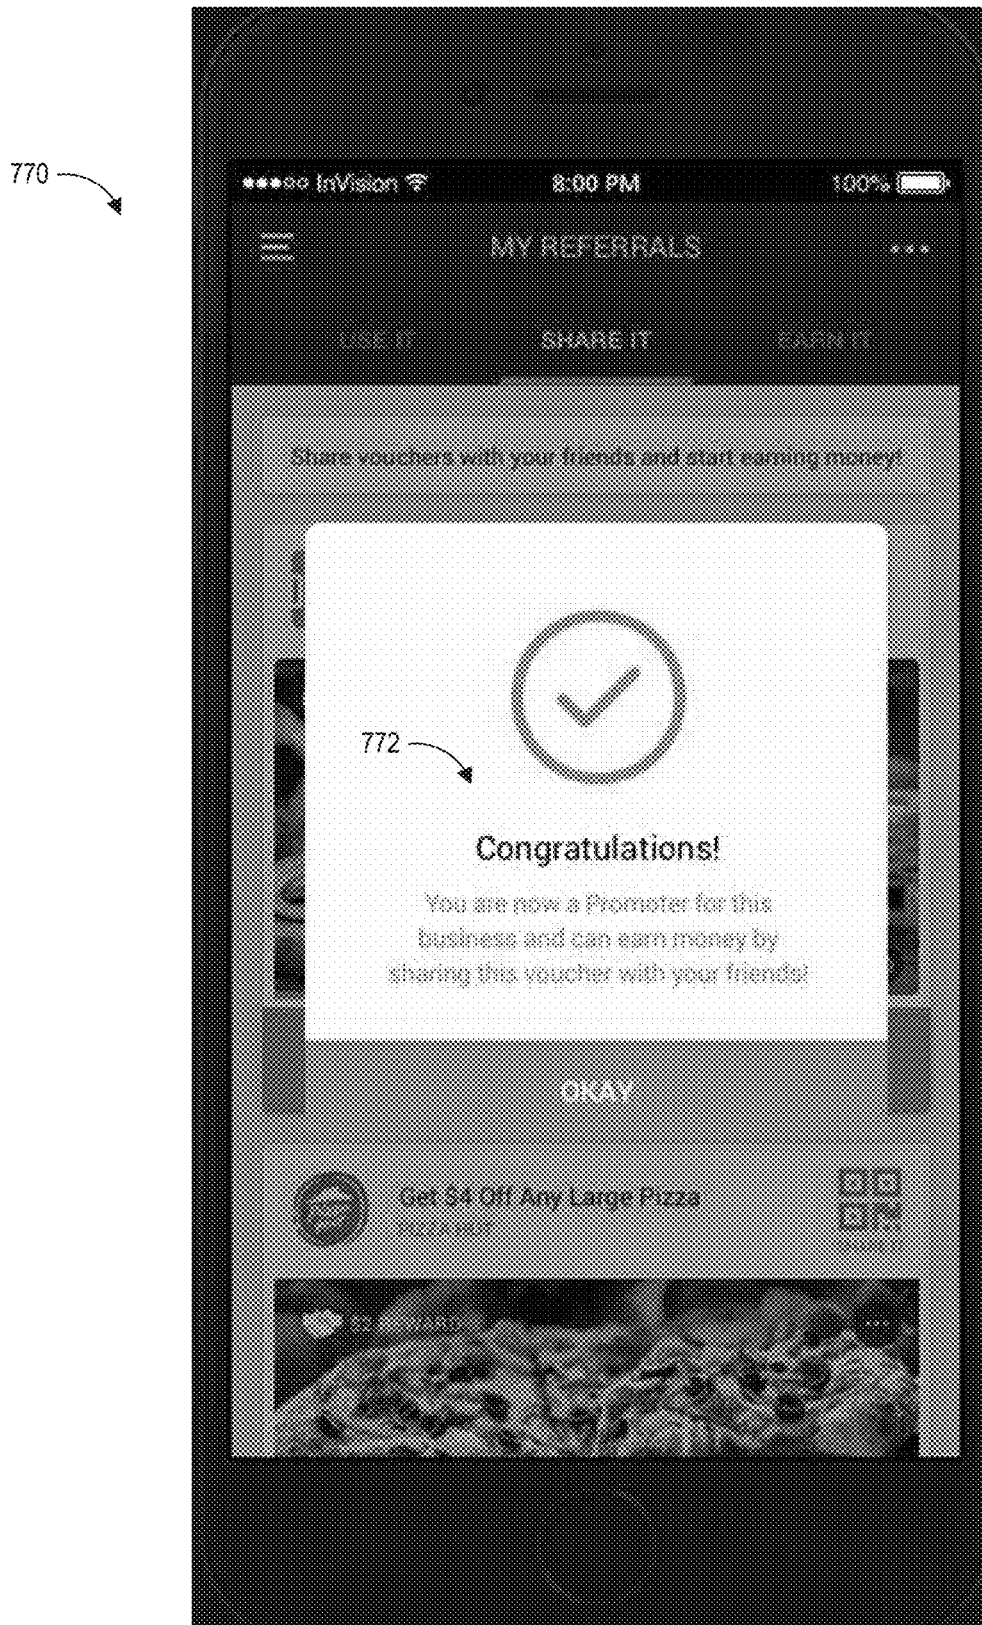 770
InVision 8:00 PM 100%
MY REFERRALS
USE IT SHARE IT EARN IT
Share vouchers with your friends and start earning money!
772
Congratulations!
You are now a Promoter for this
business and can earn money by
sharing this voucher with your friends!
OKAY
Get $4 Off Any Large Pizza
PIZZA HUT